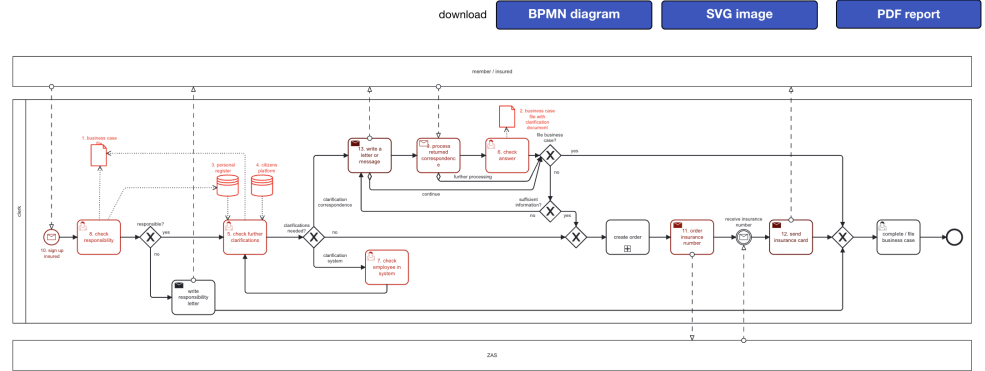 download
BPMN diagram
SVG image
PDF report
member / insured
clerk
1. business case
file
3. personal
register
4. citizens
platform
2. business case
file with
clarification
document
13. write a
letter or
message
9. process
returned
correspondenc
e
6. check
answer
file business
case?
yes
no
further processing
continue
clarification
correspondence
sufficient
information?
no
yes
10. sign up
insured
8. check
responsibility
responsible?
yes
no
5. check further
clarifications
clarifications
needed?
no
clarification
system
7. check
employee in
system
write
responsibility
letter
create order
11. order
insurance
number
receive insurance
number
12. send
insurance card
complete / file
business case
ZAS